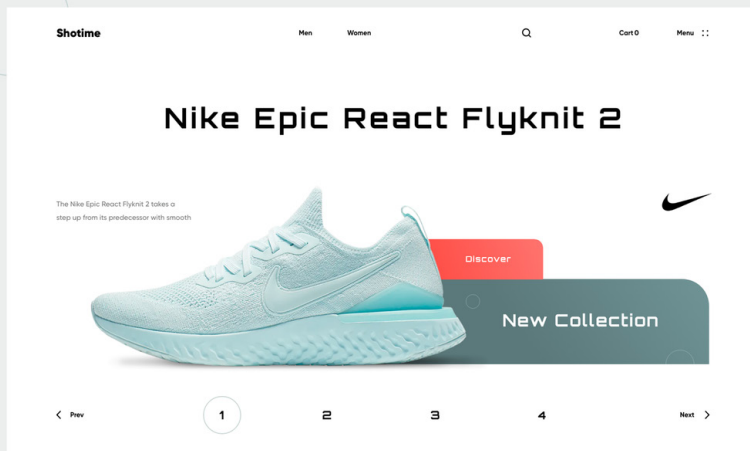 Shotime
Men
Women
Cart 0
Menu
Nike Epic React Flyknit 2
The Nike Epic React Flyknit 2 takes a
step up from its predecessor with smooth
Discover
New Collection
Prev
1
2
3
4
Next